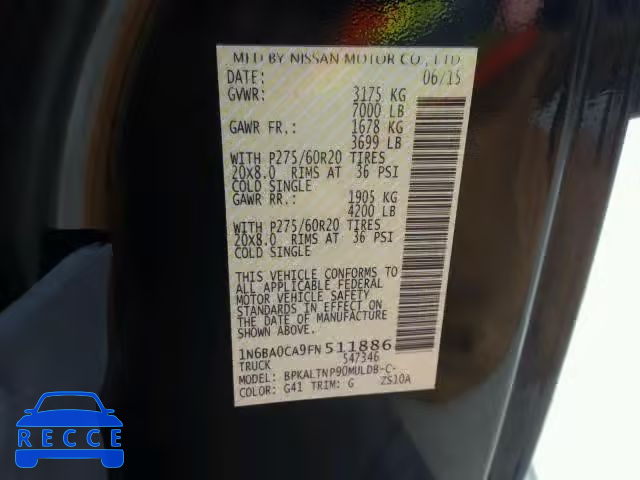 MFD BY NISSAN MOTOR CO., LTD.
DATE: 06/15
GVWR: 3175 KG
7000 LB
GAWR FR.: 1678 KG
3699 LB
WITH P275/60R20 TIRES
20X8.0 RIMS AT 36 PSI
COLD SINGLE
GAWR RR.: 1905 KG
4200 LB
WITH P275/60R20 TIRES
20X8.0 RIMS AT 36 PSI
COLD SINGLE
THIS VEHICLE CONFORMS TO
ALL APPLICABLE FEDERAL
MOTOR VEHICLE SAFETY
STANDARDS IN EFFECT ON THE
DATE OF MANUFACTURE
SHOWN ABOVE.
1N6BA0CA9FN511886
TRUCK 547346
MODEL: BPKALTNP90MULDB-C-
COLOR: G41 TRIM: G ZS10A
RECCE